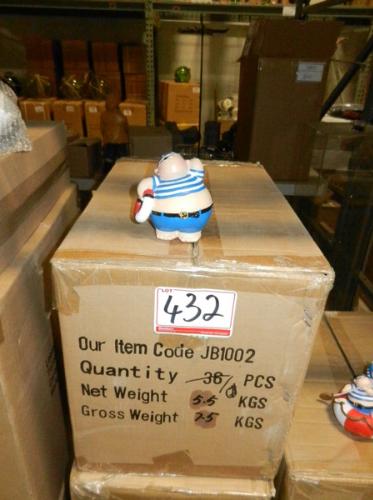 LOT
432
Our Item Code JB1002
Quantity 36 PCS
Net Weight 5.5 KGS
Gross Weight 7.5 KGS